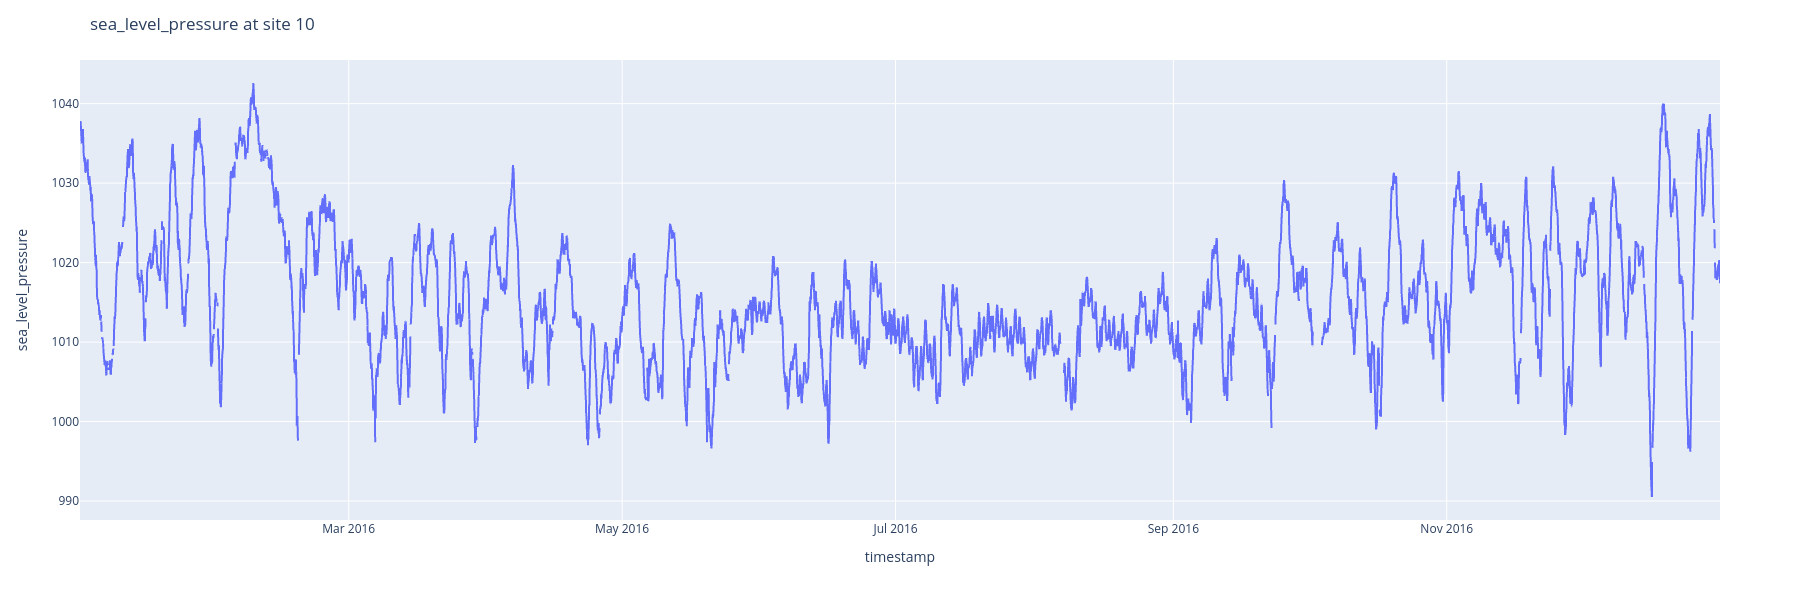 sea_level_pressure at site 10
sea_level_pressure
1040
1030
1020
1010
1000
990
Mar 2016
May 2016
Jul 2016
Sep 2016
Nov 2016
timestamp